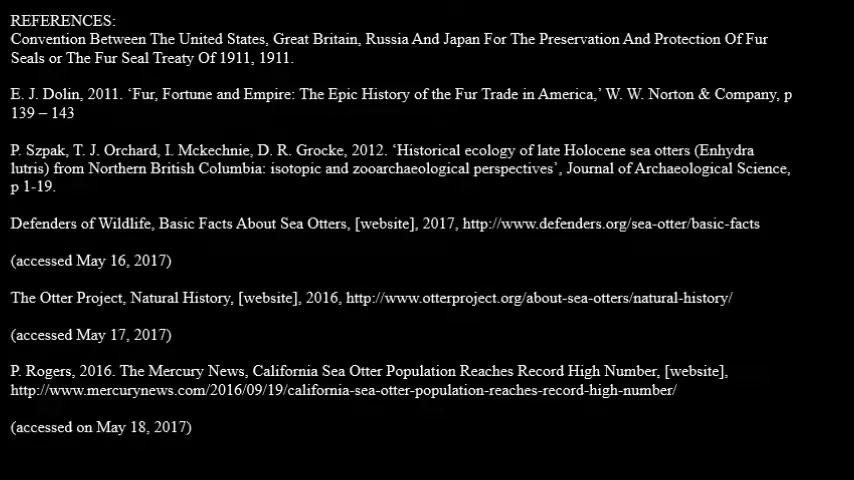 REFERENCES:
Convention Between The United States, Great Britain, Russia And Japan For The Preservation And Protection Of Fur
Seals or The Fur Seal Treaty Of 1911, 1911.
E. J. Dolin, 2011. ‘Fur, Fortune and Empire: The Epic History of the Fur Trade in America,’ W. W. Norton & Company, p
139 – 143
P. Szpak, T. J. Orchard, I. Mckechnie, D. R. Grocke, 2012. ‘Historical ecology of late Holocene sea otters (Enhydra
lutris) from Northern British Columbia: isotopic and zooarchaeological perspectives’, Journal of Archaeological Science,
p 1-19.
Defenders of Wildlife, Basic Facts About Sea Otters, [website], 2017, http://www.defenders.org/sea-otter/basic-facts
(accessed May 16, 2017)
The Otter Project, Natural History, [website], 2016, http://www.otterproject.org/about-sea-otters/natural-history/
(accessed May 17, 2017)
P. Rogers, 2016. The Mercury News, California Sea Otter Population Reaches Record High Number, [website],
http://www.mercurynews.com/2016/09/19/california-sea-otter-population-reaches-record-high-number/
(accessed on May 18, 2017)